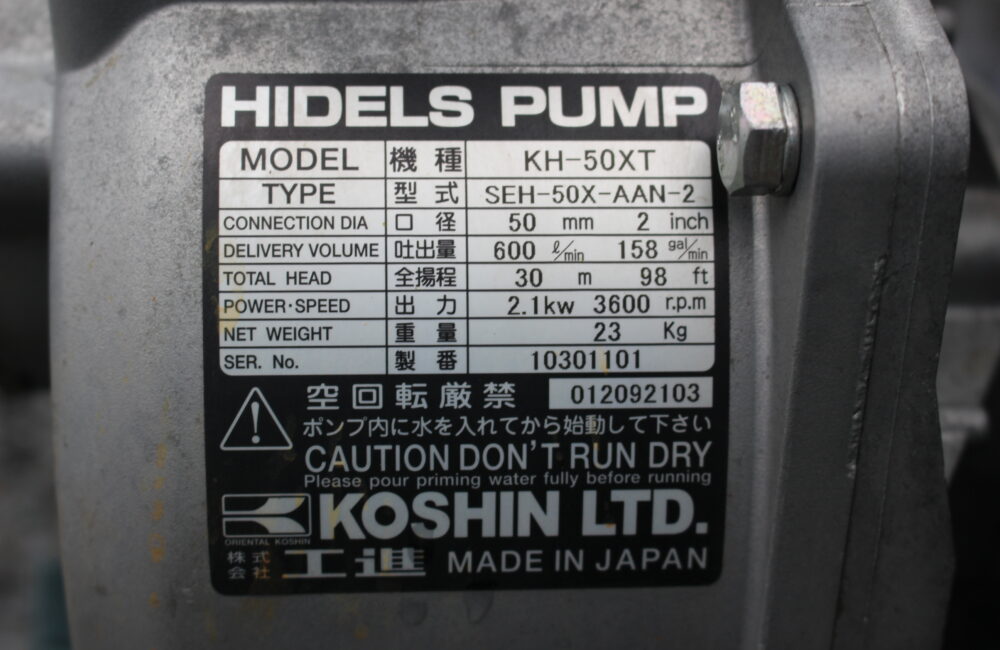 HIDELS PUMP
MODEL 機種 KH-50XT
TYPE 型式 SEH-50X-AAN-2
CONNECTION DIA 口径 50 mm 2 inch
DELIVERY VOLUME 吐出量 600 ℓ/min 158 gal/min
TOTAL HEAD 全揚程 30 m 98 ft
POWER・SPEED 出力 2.1kw 3600 r.p.m
NET WEIGHT 重量 23 Kg
SER. No. 製番 10301101
空回転厳禁 012092103
ポンプ内に水を入れてから始動して下さい
CAUTION DON'T RUN DRY
Please pour priming water fully before running
KOSHIN LTD.
ORIENTAL KOSHIN
株式会社 工進 MADE IN JAPAN